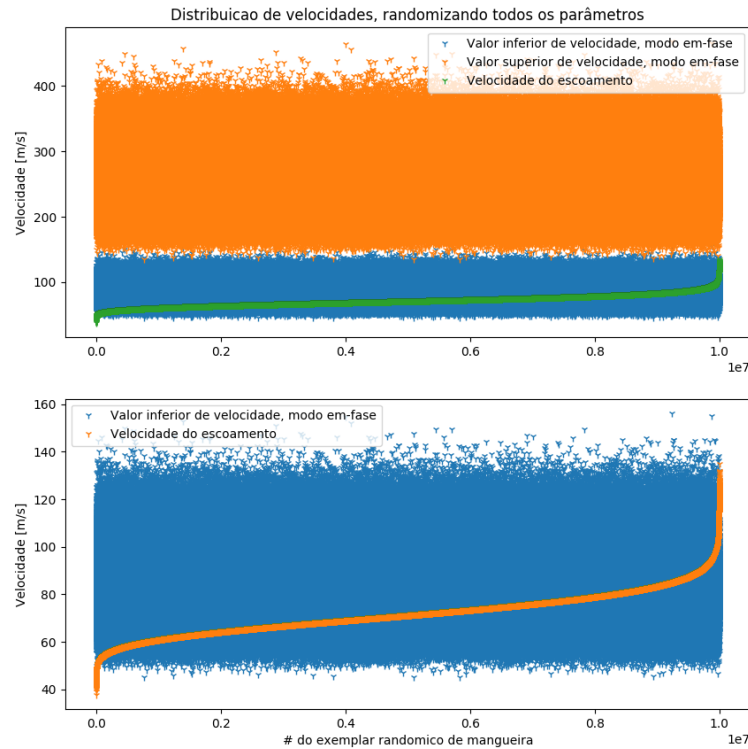 Distribuicao de velocidades, randomizando todos os parâmetros
Valor inferior de velocidade, modo em-fase
Valor superior de velocidade, modo em-fase
Velocidade do escoamento
Velocidade [m/s]
400
300
200
100
0.0 0.2 0.4 0.6 0.8 1.0
1e7
Valor inferior de velocidade, modo em-fase
Velocidade do escoamento
Velocidade [m/s]
160
140
120
100
80
60
40
0.0 0.2 0.4 0.6 0.8 1.0
1e7
# do exemplar randomico de mangueira